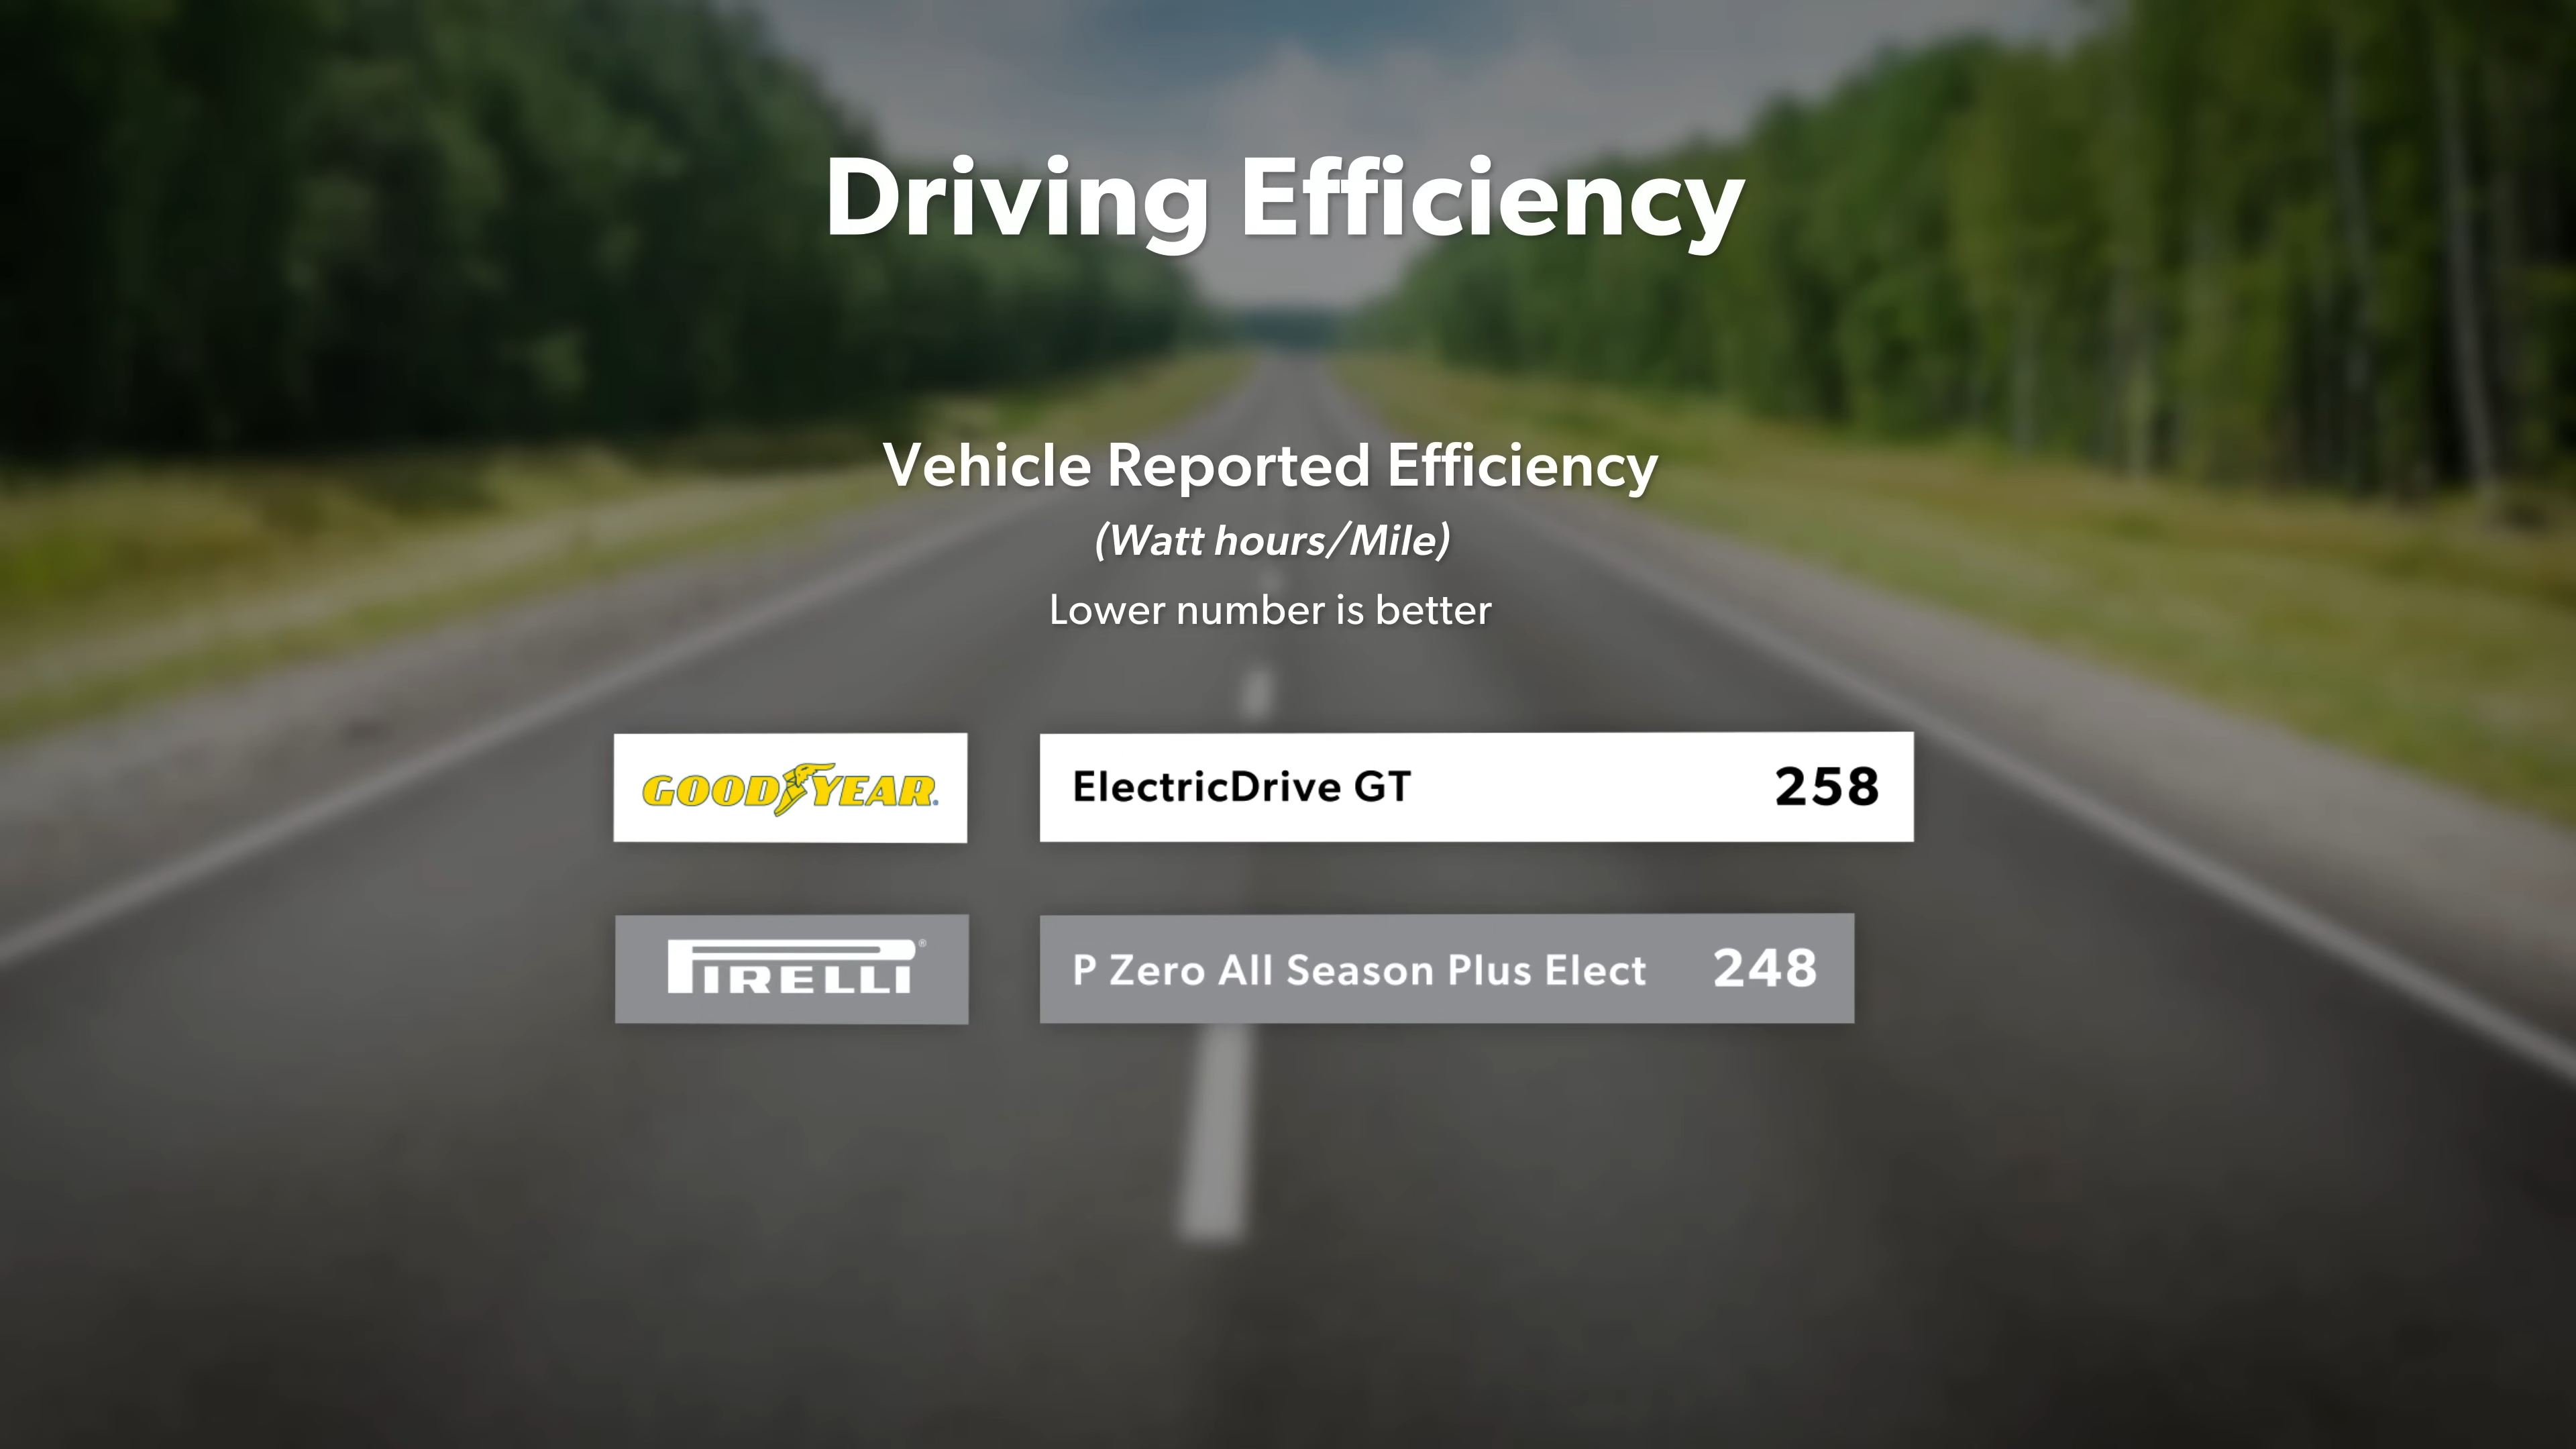 Driving Efficiency
Vehicle Reported Efficiency
(Watt hours/Mile)
Lower number is better
GOODYEAR
ElectricDrive GT 258
PIRELLI
P Zero All Season Plus Elect 248